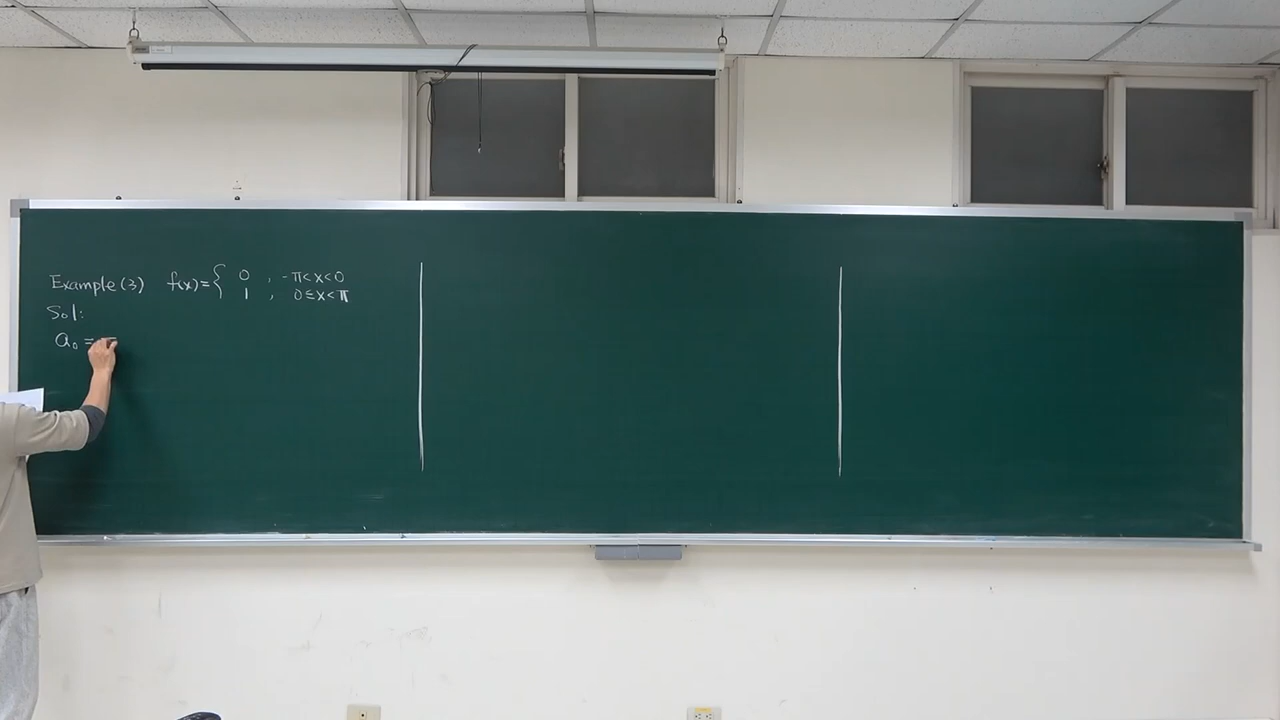 Example (3) f(x) = { 0 , -π < x < 0
1 , 0 ≤ x < π
Sol:
a₀ =